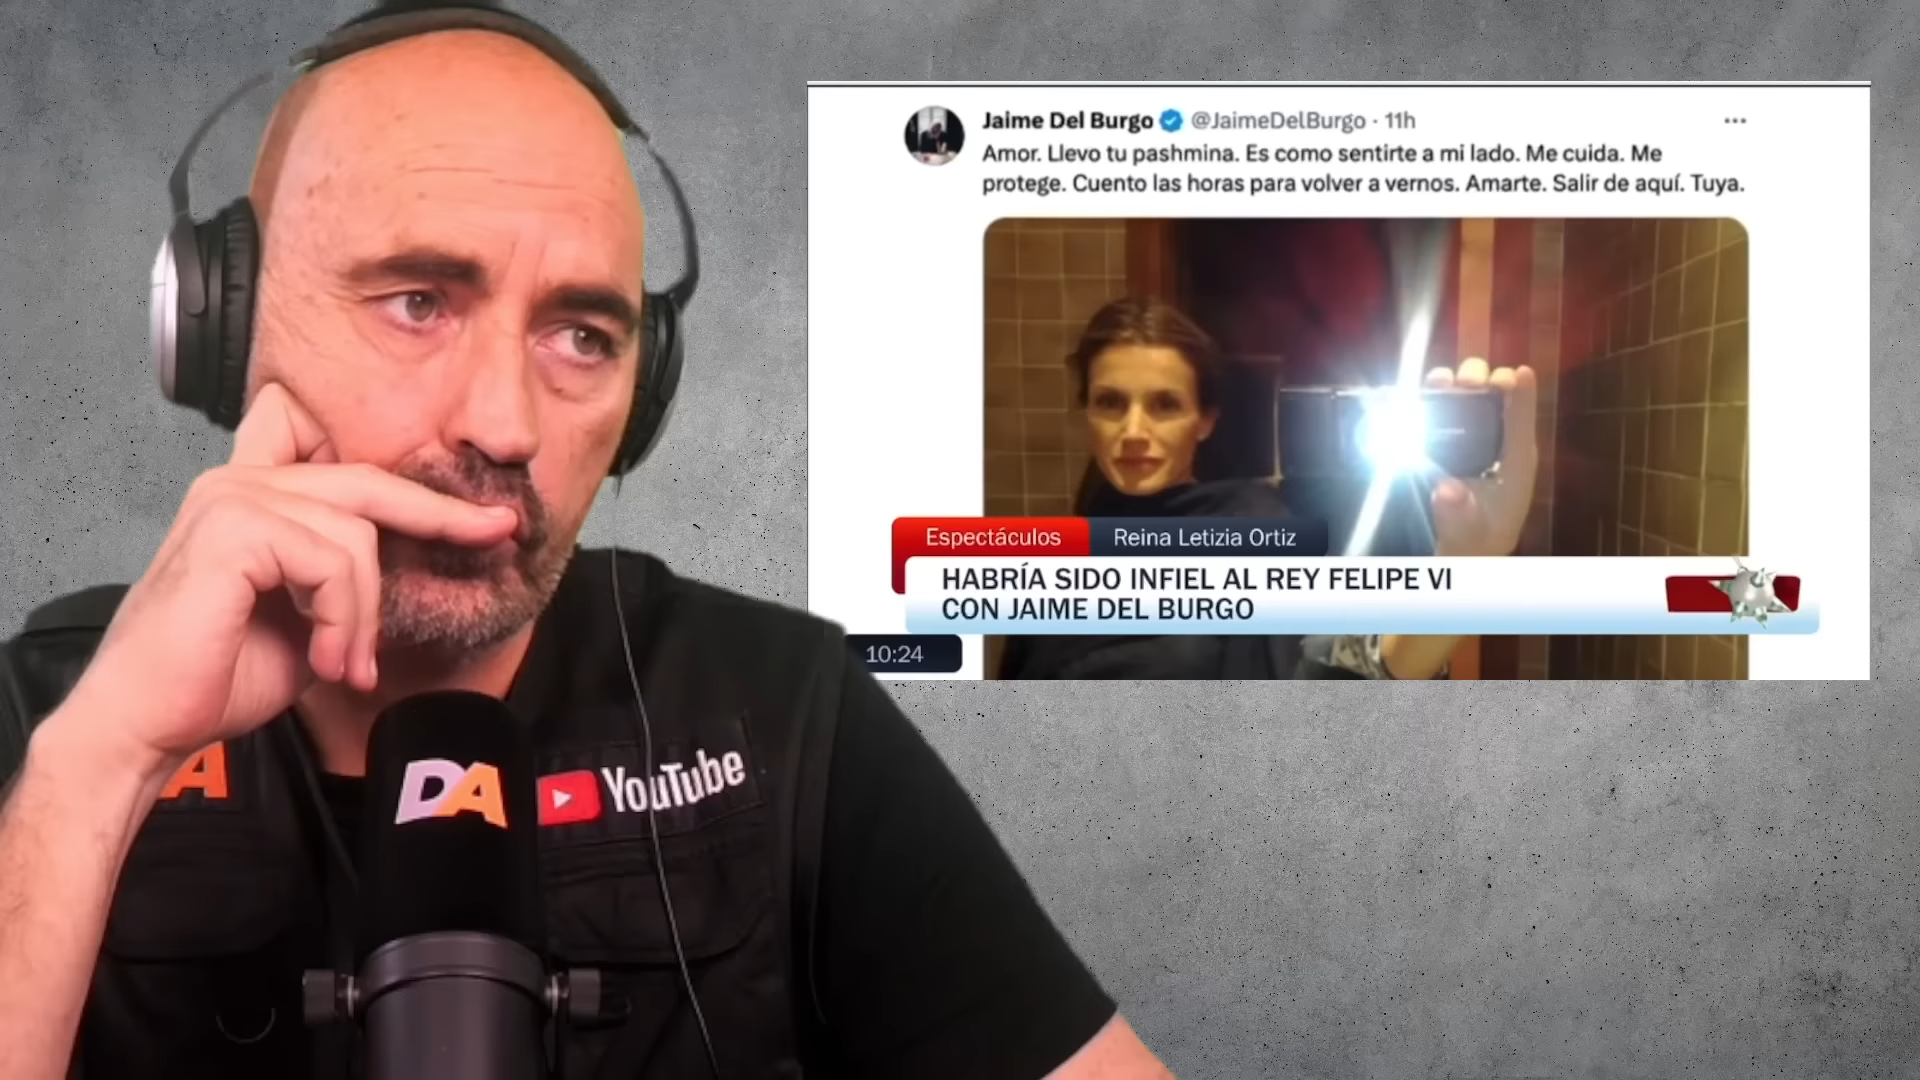 Jaime Del Burgo @JaimeDelBurgo · 11h
Amor. Llevo tu pashmina. Es como sentirte a mi lado. Me cuida. Me
protege. Cuento las horas para volver a vernos. Amarte. Salir de aquí. Tuya.
Espectáculos Reina Letizia Ortiz
HABRÍA SIDO INFIEL AL REY FELIPE VI
CON JAIME DEL BURGO
10:24
A
DA
YouTube